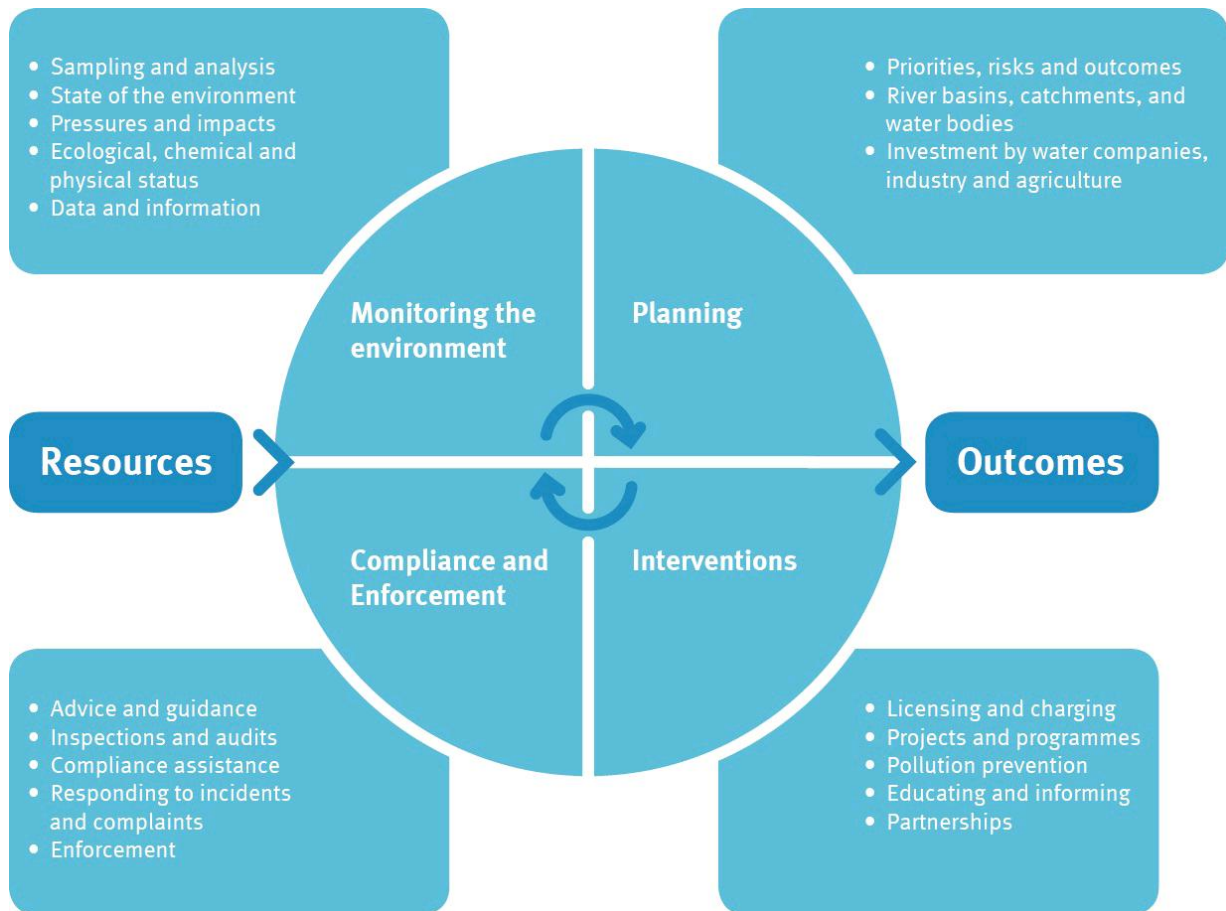 • Sampling and analysis
• State of the environment
• Pressures and impacts
• Ecological, chemical and
physical status
• Data and information
• Priorities, risks and outcomes
• River basins, catchments, and
water bodies
• Investment by water companies,
industry and agriculture
Monitoring the
environment
Planning
Resources
Outcomes
Compliance and
Enforcement
Interventions
• Advice and guidance
• Inspections and audits
• Compliance assistance
• Responding to incidents
and complaints
• Enforcement
• Licensing and charging
• Projects and programmes
• Pollution prevention
• Educating and informing
• Partnerships